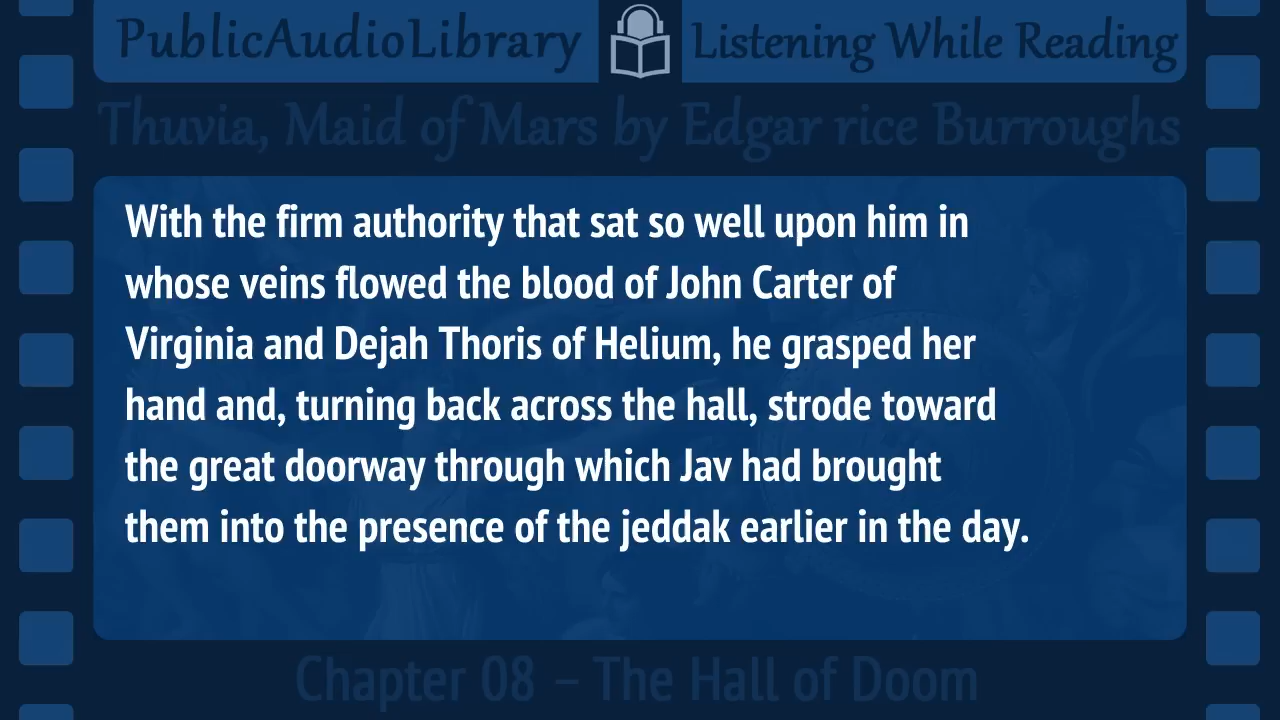 PublicAudioLibrary Listening While Reading
Thuvia, Maid of Mars by Edgar rice Burroughs
With the firm authority that sat so well upon him in
whose veins flowed the blood of John Carter of
Virginia and Dejah Thoris of Helium, he grasped her
hand and, turning back across the hall, strode toward
the great doorway through which Jav had brought
them into the presence of the jeddak earlier in the day.
Chapter 08 – The Hall of Doom